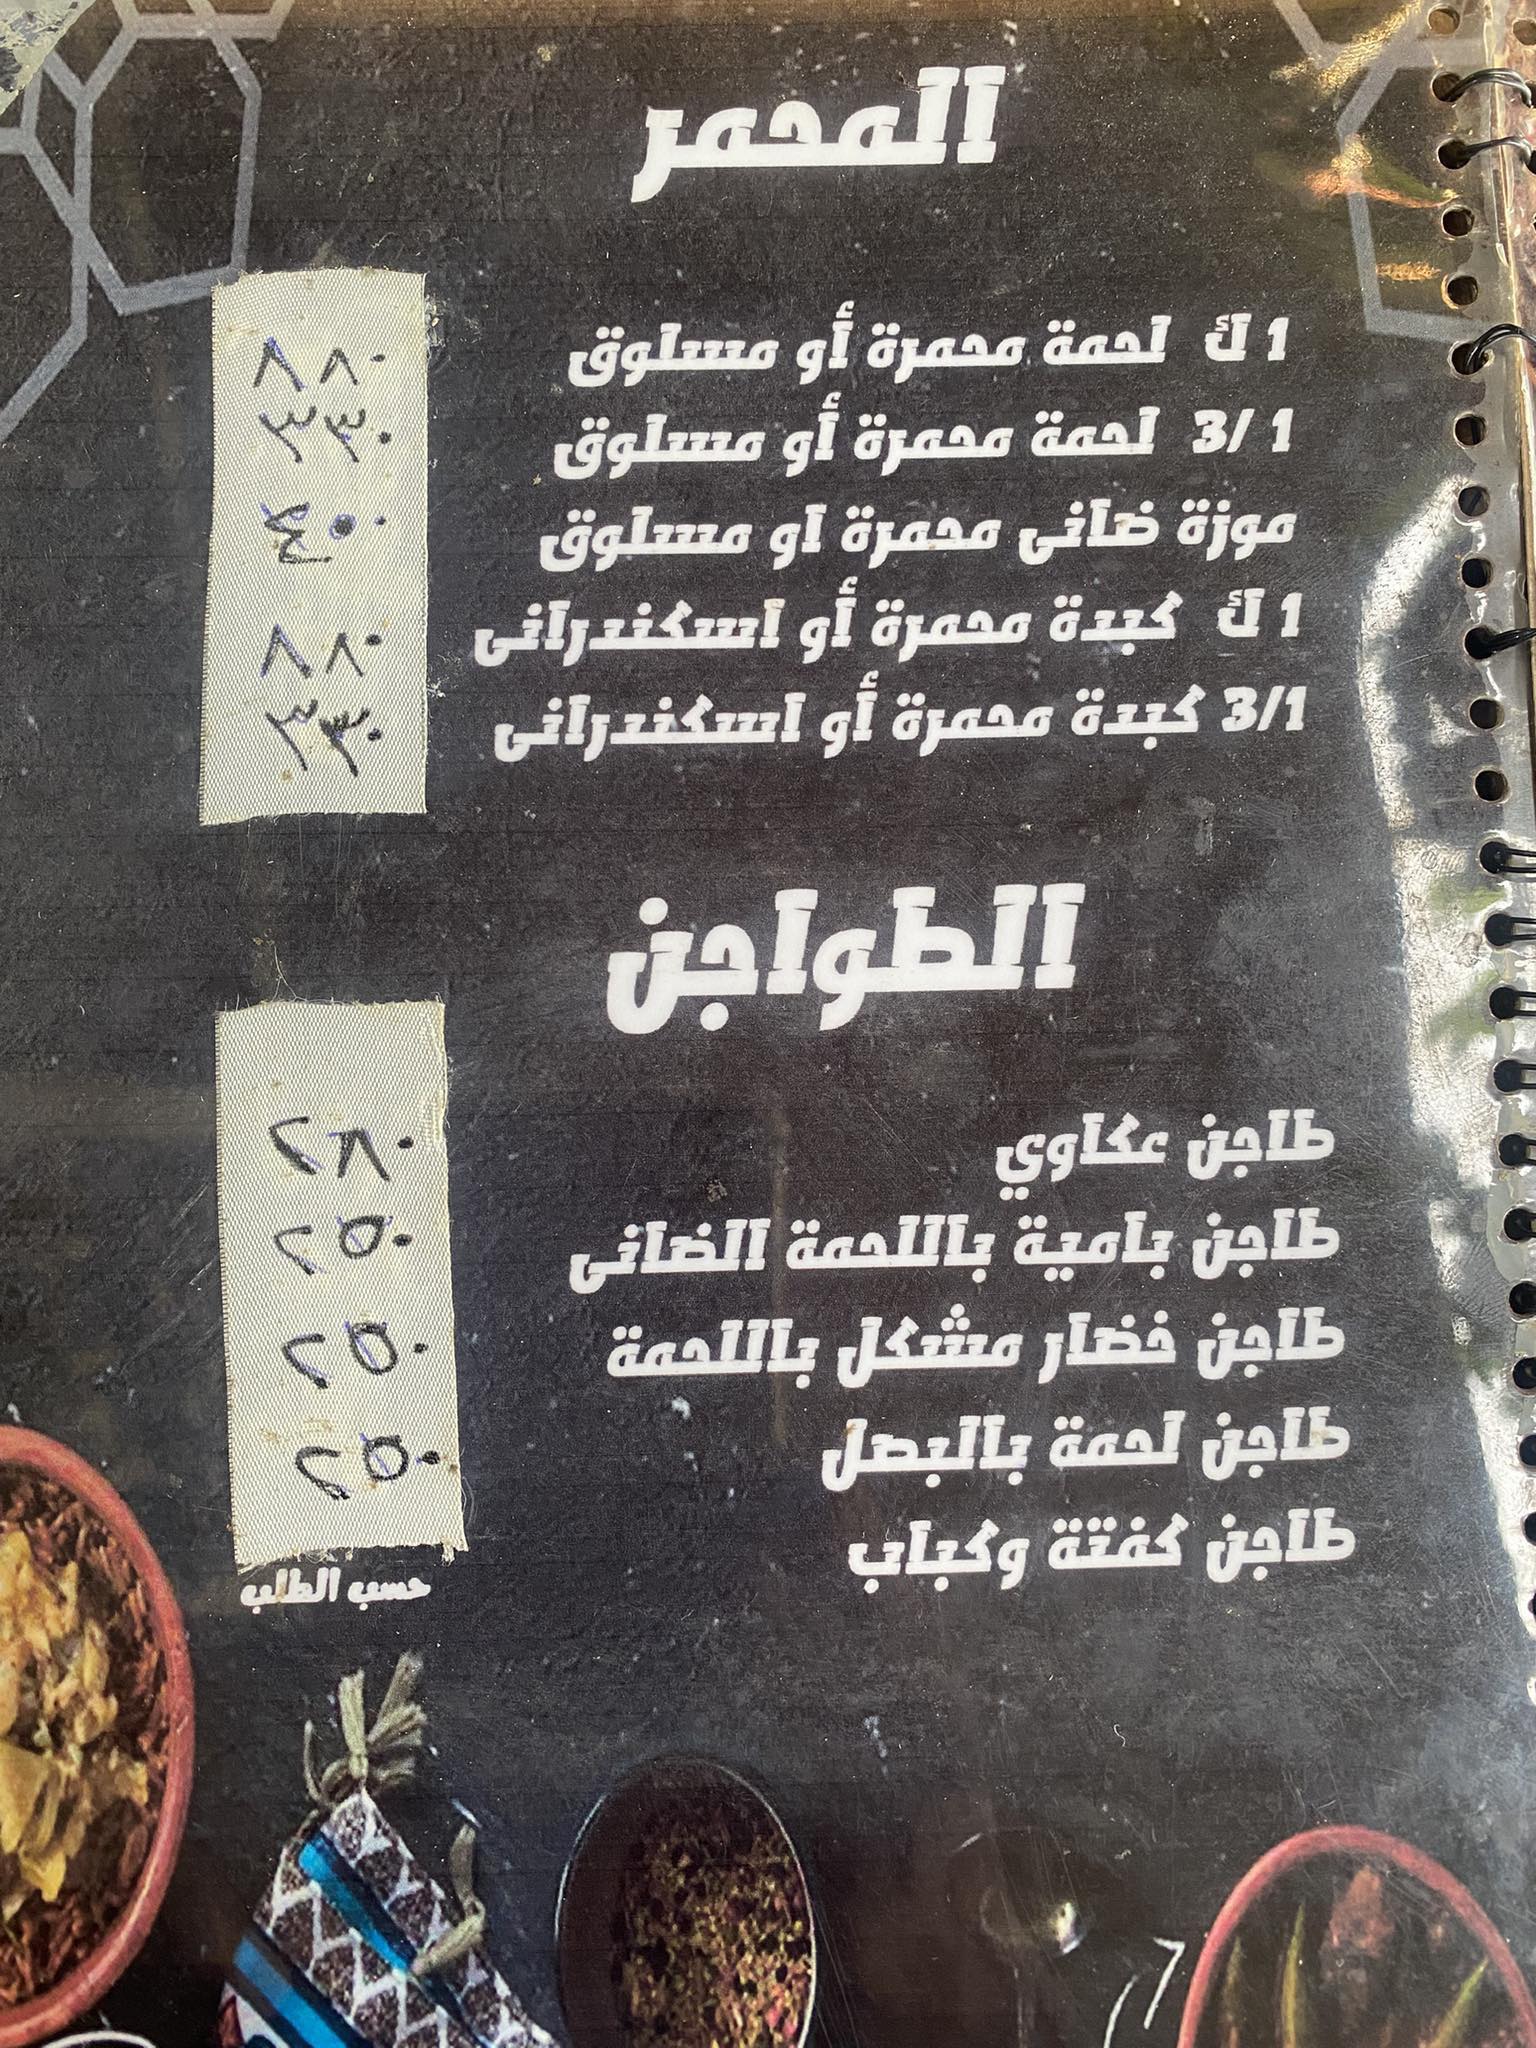 المحمر
1 ك لحمة محمرة أو مسلوق ٨٨٠
3/ 1 لحمة محمرة أو مسلوق ٣٣٠
موزة ضانى محمرة او مسلوق ٤٥٠
1 ك كبدة محمرة أو اسكندرانى ٨٨٠
3/1 كبدة محمرة أو اسكندرانى ٣٣٠
الطواجن
طاجن عكاوي ٢٨٠
طاجن بامية باللحمة الضانى ٢٥٠
طاجن خضار مشكل باللحمة ٢٥٠
طاجن لحمة بالبصل ٢٥٠
طاجن كفتة وكباب حسب الطلب